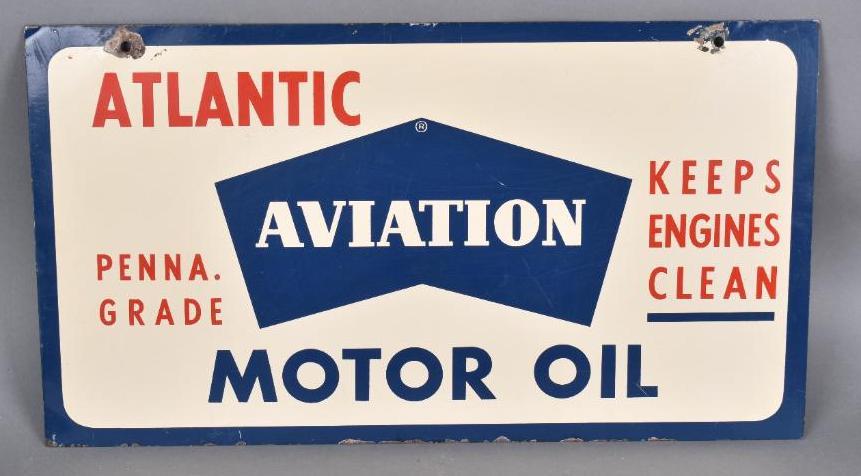 ATLANTIC
®
AVIATION
PENNA.
GRADE
KEEPS
ENGINES
CLEAN
MOTOR OIL